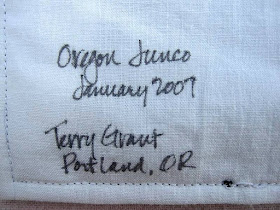 Oregon Junco
January 2007
Terry Grant
Portland, OR